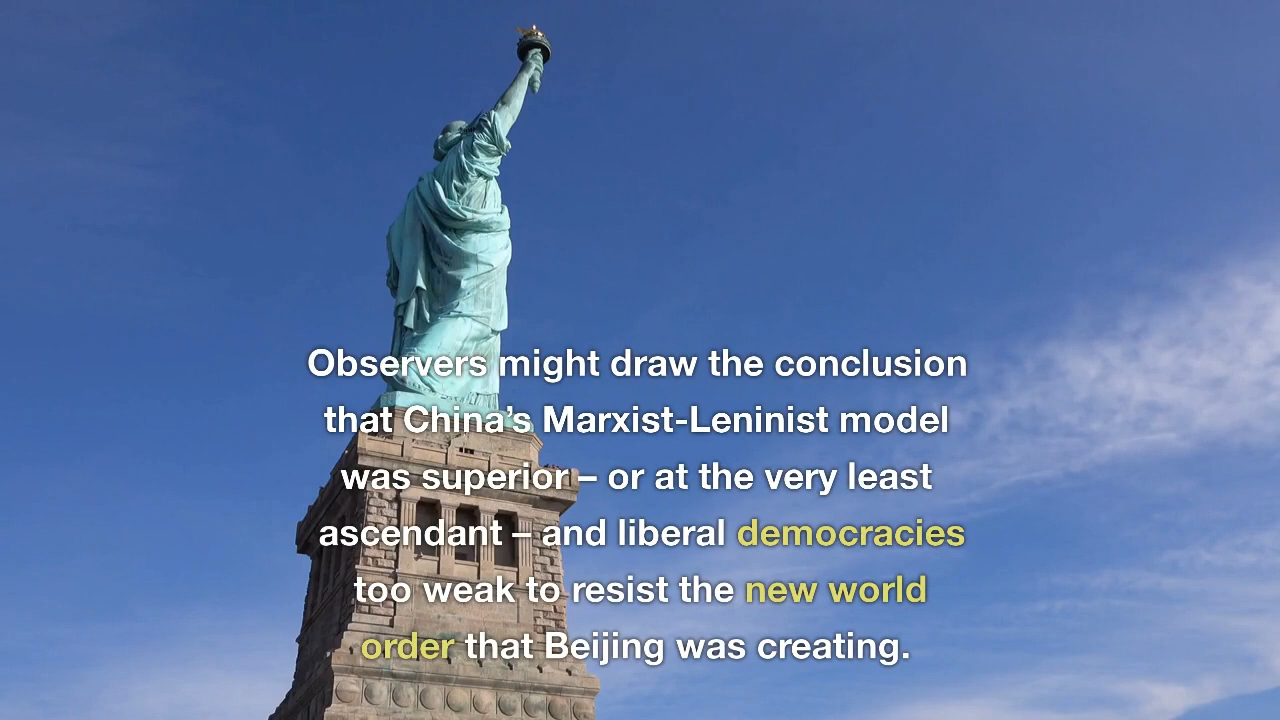 Observers might draw the conclusion
that China’s Marxist-Leninist model
was superior – or at the very least
ascendant – and liberal democracies
too weak to resist the new world
order that Beijing was creating.